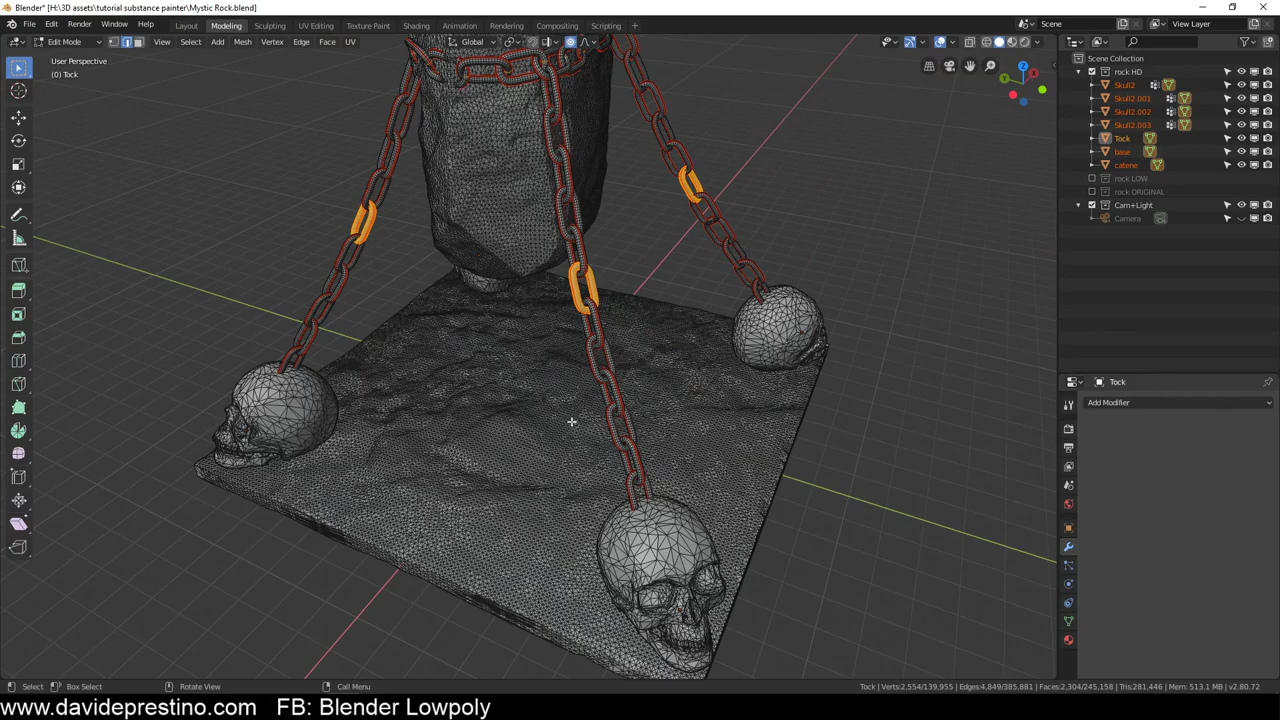 Blender* [H:\3D assets\tutorial substance painter\Mystic Rock.blend]
File Edit Render Window Help Layout Modeling Sculpting UV Editing Texture Paint Shading Animation Rendering Compositing Scripting Scene View Layer
Edit Mode View Select Add Mesh Vertex Edge Face UV Global
User Perspective
(0) Tock
Z
Y
X
Scene Collection
rock HD
Skull2
Skull2.001
Skull2.002
Skull2.003
Tock
base
catene
rock LOW
rock ORIGINAL
Cam+Light
Camera
Tock
Add Modifier
Select Box Select Rotate View Call Menu Tock | Verts:2,554/139,955 | Edges:4,849/385,881 | Faces:2,304/245,158 | Tris:281,446 | Mem: 513.1 MB | v2.80.72
www.davideprestino.com FB: Blender Lowpoly